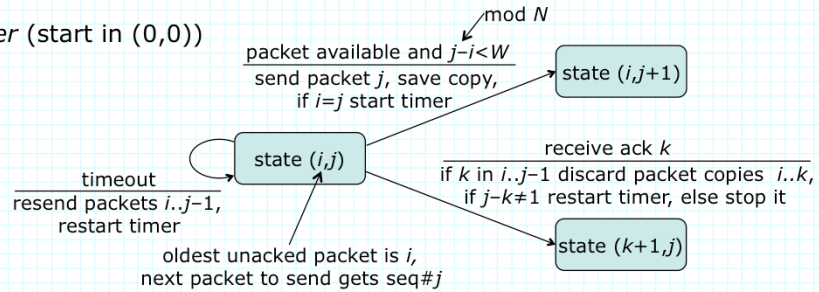 er (start in (0,0))
mod N
packet available and j–i<W
send packet j, save copy,
if i=j start timer
state (i,j+1)
state (i,j)
receive ack k
if k in i..j–1 discard packet copies i..k,
if j–k≠1 restart timer, else stop it
timeout
resend packets i..j–1,
restart timer
state (k+1,j)
oldest unacked packet is i,
next packet to send gets seq#j